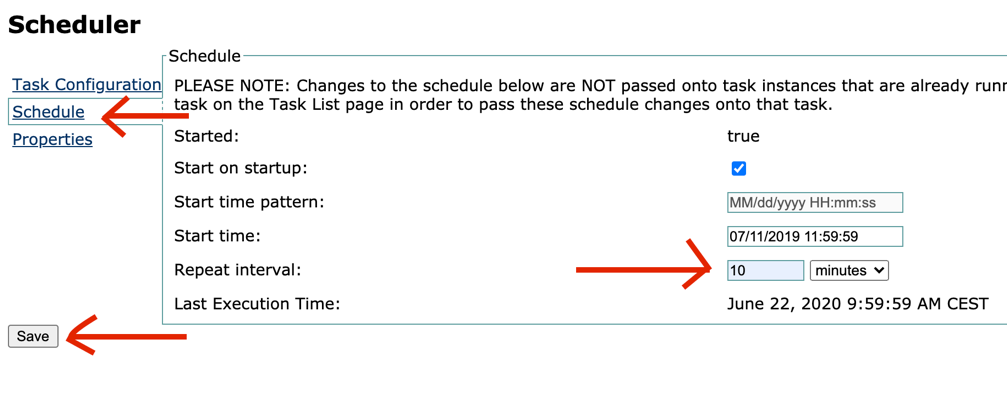 Scheduler
Schedule
Task Configuration
PLEASE NOTE: Changes to the schedule below are NOT passed onto task instances that are already
Schedule
task on the Task List page in order to pass these schedule changes onto that task.
Properties
Started: true
Start on startup:
Start time pattern: MM/dd/yyyy HH:mm:ss
Start time: 07/11/2019 11:59:59
Repeat interval: 10 minutes
Last Execution Time: June 22, 2020 9:59:59 AM CEST
Save